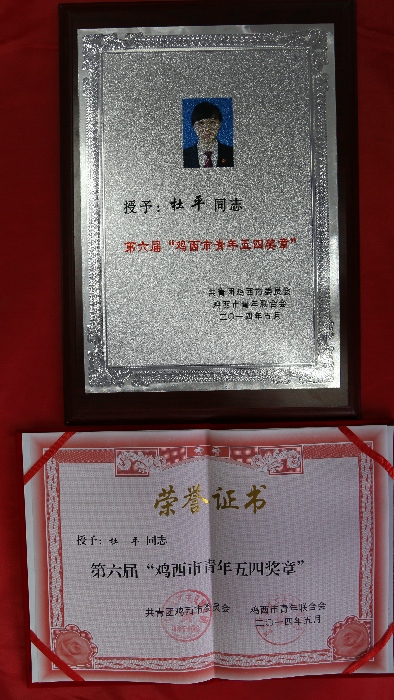 授予：杜平 同志
第六届“鸡西市青年五四奖章”
共青团鸡西市委员会
鸡西市青年联合会
二〇一四年五月
荣誉证书
授予：杜 平 同志
第六届“鸡西市青年五四奖章”
共青团鸡西市委员会 鸡西市青年联合会
二〇一四年五月